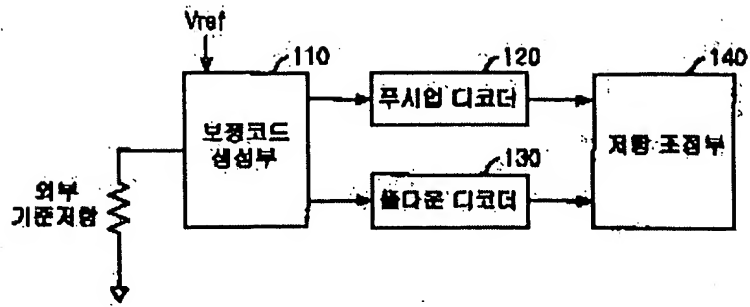 Vref
110
120
140
보정코드
생성부
푸시업 디코더
저항 조정부
130
풀다운 디코더
외부
기준저항